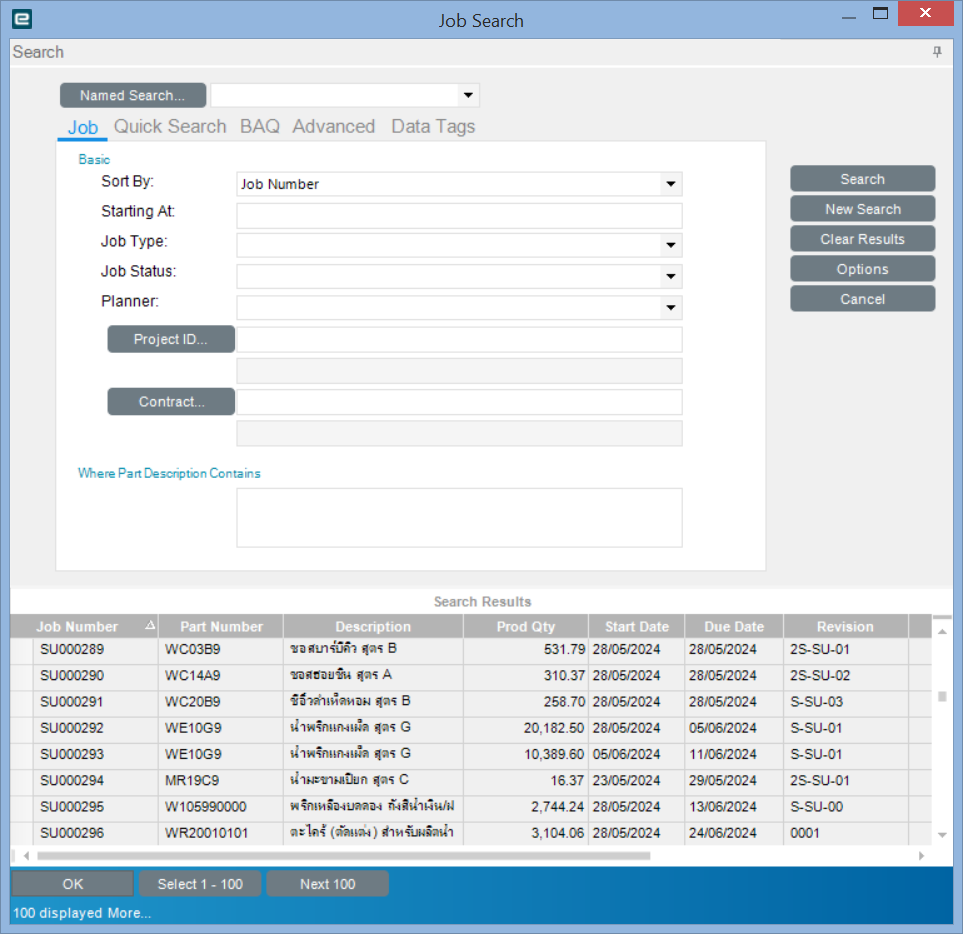 Job Search
Search
Named Search...
Job Quick Search BAQ Advanced Data Tags
Basic
Sort By: Job Number
Starting At:
Job Type:
Job Status:
Planner:
Project ID...
Contract...
Where Part Description Contains
Search
New Search
Clear Results
Options
Cancel
Search Results
Job Number Part Number Description Prod Qty Start Date Due Date Revision
SU000289 WC03B9 ซอสบาร์บีคิว สูตร B 531.79 28/05/2024 28/05/2024 2S-SU-01
SU000290 WC14A9 ซอสฮอยซิน สูตร A 310.37 28/05/2024 28/05/2024 2S-SU-02
SU000291 WC20B9 ซีอิ๊วดำเห็ดหอม สูตร B 258.70 28/05/2024 28/05/2024 S-SU-03
SU000292 WE10G9 น้ำพริกแกงเผ็ด สูตร G 20,182.50 28/05/2024 05/06/2024 S-SU-01
SU000293 WE10G9 น้ำพริกแกงเผ็ด สูตร G 10,389.60 05/06/2024 11/06/2024 S-SU-01
SU000294 MR19C9 น้ำมะขามเปียก สูตร C 16.37 23/05/2024 29/05/2024 2S-SU-01
SU000295 W105990000 พริกเหลืองบดดอง ถังสีน้ำเงิน/ฝ 2,744.24 28/05/2024 13/06/2024 S-SU-00
SU000296 WR20010101 ตะไคร้ (ตัดแต่ง) สำหรับผลิตน้ำ 3,104.06 28/05/2024 24/06/2024 0001
OK Select 1 - 100 Next 100
100 displayed More...